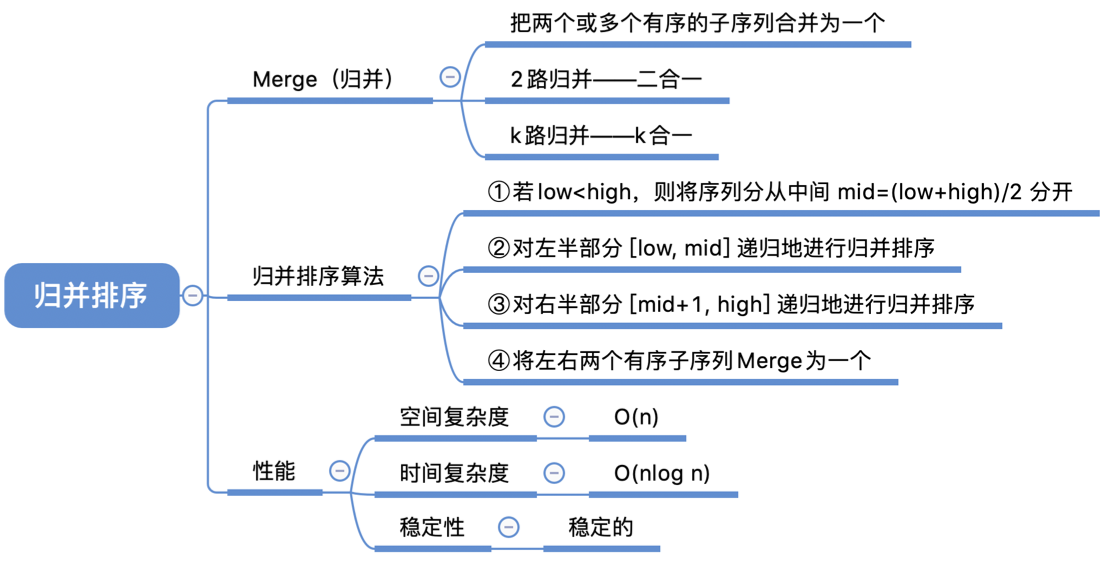 归并排序
Merge（归并）
把两个或多个有序的子序列合并为一个
2路归并——二合一
k路归并——k合一
归并排序算法
①若low<high，则将序列分从中间 mid=(low+high)/2 分开
②对左半部分 [low, mid] 递归地进行归并排序
③对右半部分 [mid+1, high] 递归地进行归并排序
④将左右两个有序子序列Merge为一个
性能
空间复杂度
O(n)
时间复杂度
O(nlog n)
稳定性
稳定的